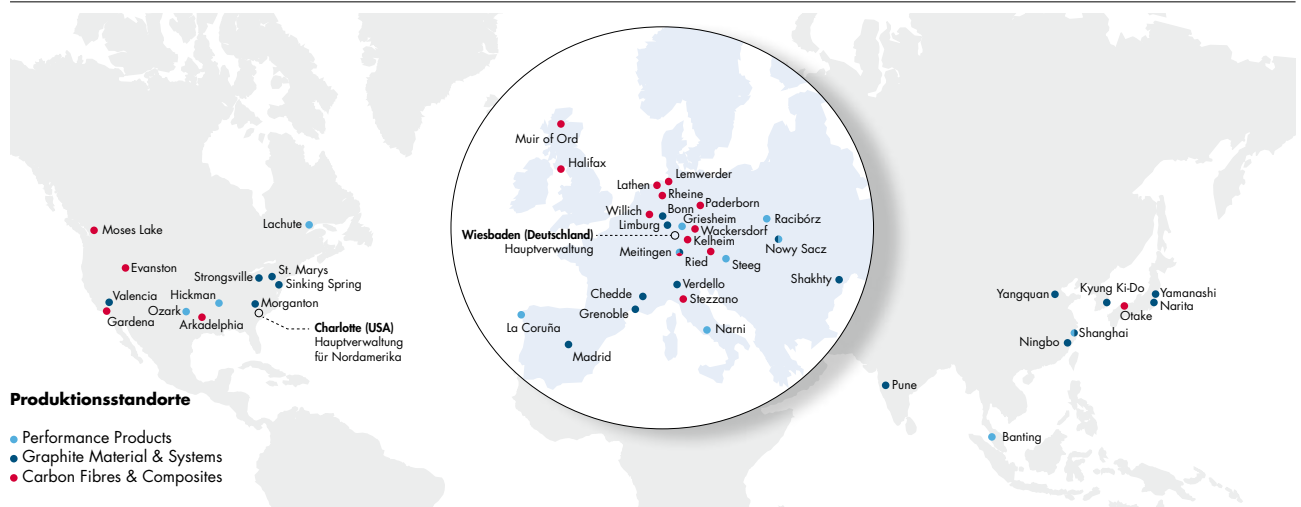 Moses Lake
Lachute
Evanston
Strongsville
St. Marys
Sinking Spring
Valencia
Hickman
Ozark
Morganton
Gardena
Arkadelphia
Charlotte (USA)
Hauptverwaltung
für Nordamerika
Muir of Ord
Halifax
Lathen
Lemwerder
Rheine
Paderborn
Willich
Bonn
Limburg
Griesheim
Racibórz
Wackersdorf
Wiesbaden (Deutschland)
Hauptverwaltung
Kelheim
Nowy Sacz
Meitingen
Ried
Steeg
Shakhty
Verdello
Chedde
Stezzano
Grenoble
La Coruña
Narni
Madrid
Yangquan
Kyung Ki-Do
Yamanashi
Narita
Otake
Shanghai
Ningbo
Pune
Banting
Produktionsstandorte
Performance Products
Graphite Material & Systems
Carbon Fibres & Composites